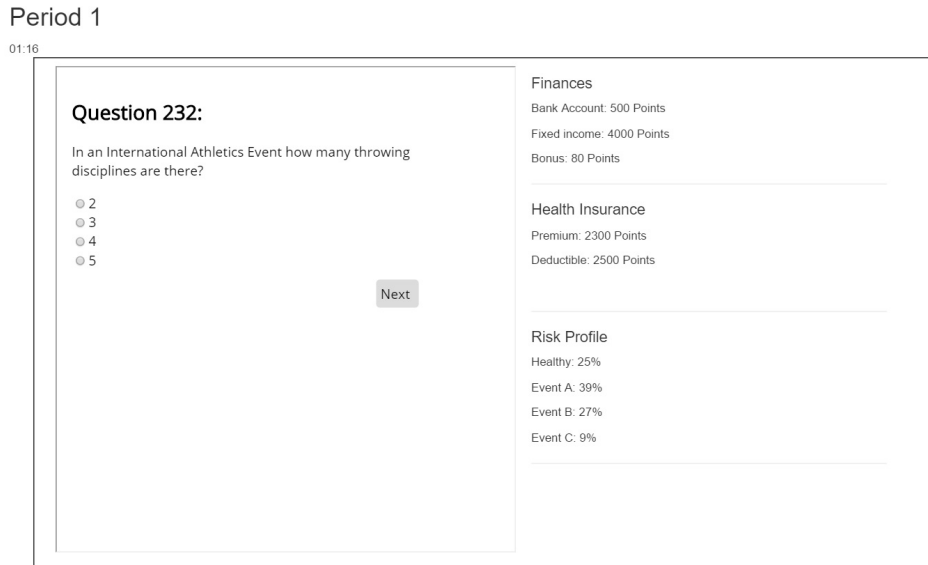 Period 1
01:16
Question 232:
In an International Athletics Event how many throwing
disciplines are there?
2
3
4
5
Next
Finances
Bank Account: 500 Points
Fixed income: 4000 Points
Bonus: 80 Points
Health Insurance
Premium: 2300 Points
Deductible: 2500 Points
Risk Profile
Healthy: 25%
Event A: 39%
Event B: 27%
Event C: 9%